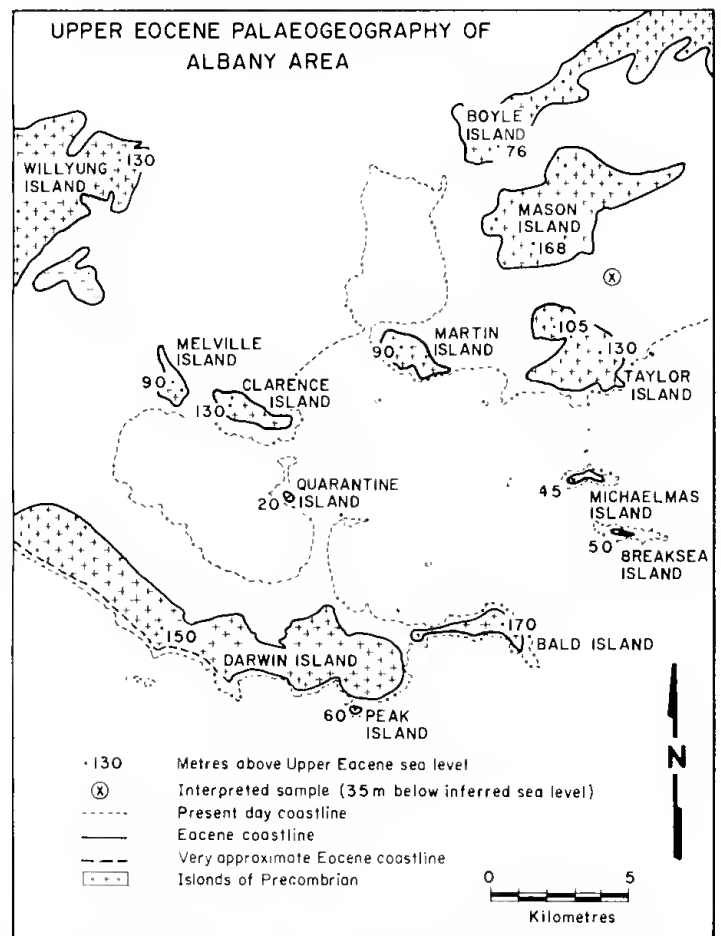 UPPER EOCENE PALAEOGEOGRAPHY OF
ALBANY AREA
BOYLE
ISLAND
76
WILLYUNG
ISLAND
130
MASON
ISLAND
168
MELVILLE
ISLAND
90
CLARENCE
ISLAND
130
MARTIN
ISLAND
90
105
130
TAYLOR
ISLAND
QUARANTINE
ISLAND
20
45
MICHAELMAS
ISLAND
50
BREAKSEA
ISLAND
150
DARWIN ISLAND
170
BALD ISLAND
60
PEAK
ISLAND
N
·130 Metres above Upper Eocene sea level
X Interpreted sample (35m below inferred sea level)
Present day coastline
Eocene coastline
Very approximate Eocene coastline
Islands of Precambrian
0 5
Kilometres